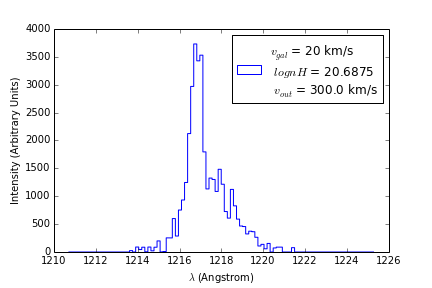 4000
3500
3000
2500
2000
1500
1000
500
0
Intensity (Arbitrary Units)
v_gal = 20 km/s
lognH = 20.6875
v_out = 300.0 km/s
1210 1212 1214 1216 1218 1220 1222 1224 1226
λ (Angstrom)